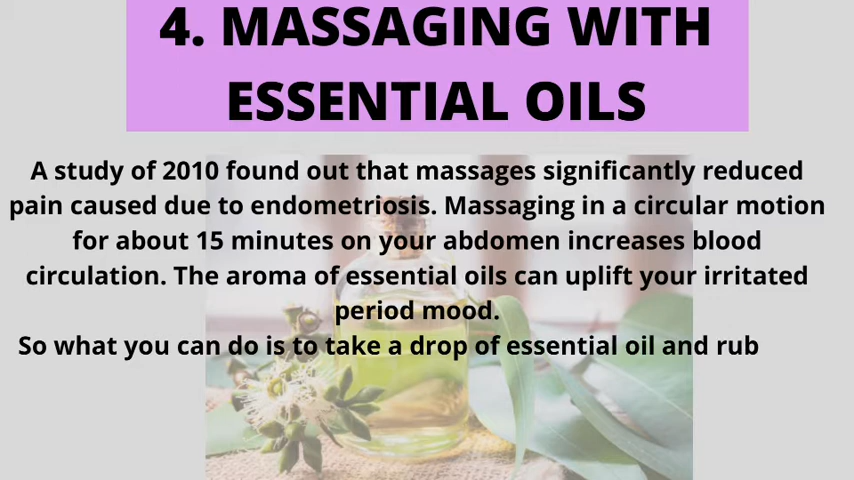 4. MASSAGING WITH
ESSENTIAL OILS
A study of 2010 found out that massages significantly reduced
pain caused due to endometriosis. Massaging in a circular motion
for about 15 minutes on your abdomen increases blood
circulation. The aroma of essential oils can uplift your irritated
period mood.
So what you can do is to take a drop of essential oil and rub